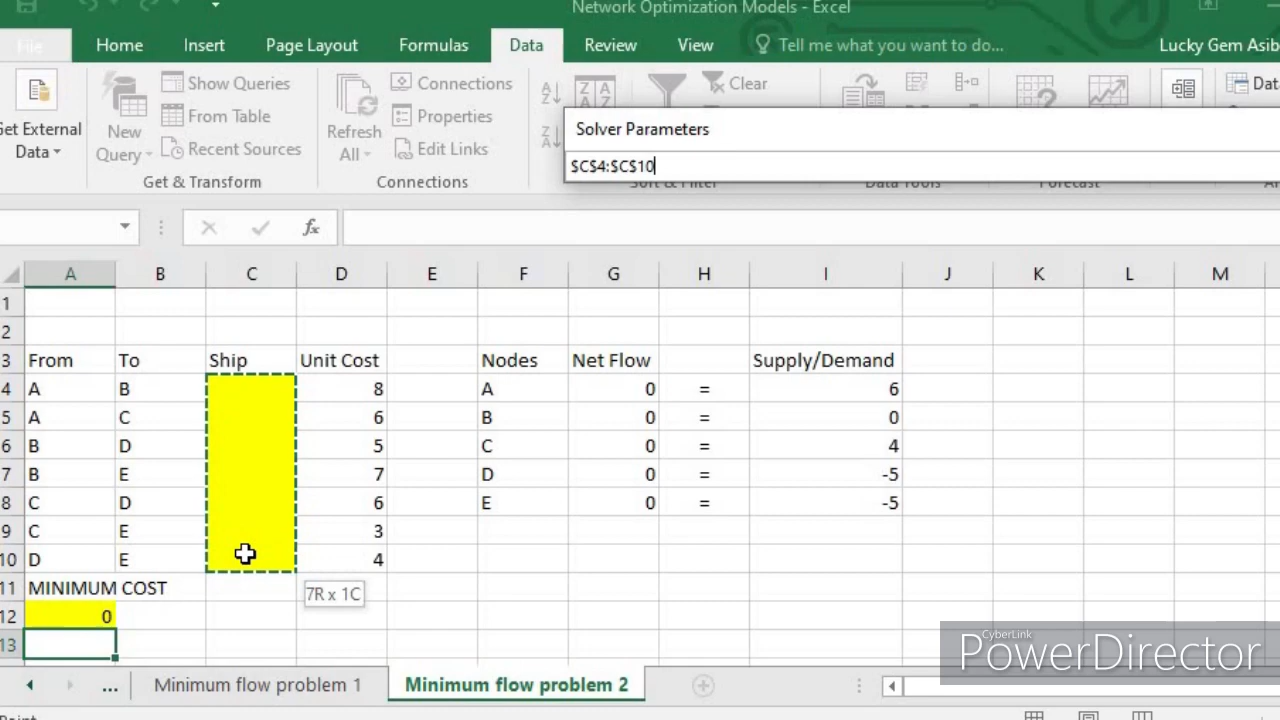 Network Optimization Models - Excel
File Home Insert Page Layout Formulas Data Review View Tell me what you want to do... Lucky Gem Asib
Get External Data
New Query
Show Queries
From Table
Recent Sources
Get & Transform
Refresh All
Connections
Properties
Edit Links
Connections
Clear
Sort & Filter
Data Tools
Forecast
Solver Parameters
$C$4:$C$10
fx
A B C D E F G H I J K L M
1
2
3 From To Ship Unit Cost Nodes Net Flow Supply/Demand
4 A B 8 A 0 = 6
5 A C 6 B 0 = 0
6 B D 5 C 0 = 4
7 B E 7 D 0 = -5
8 C D 6 E 0 = -5
9 C E 3
10 D E 4
11 MINIMUM COST
7R x 1C
12 0
13
CyberLink
PowerDirector
... Minimum flow problem 1 Minimum flow problem 2